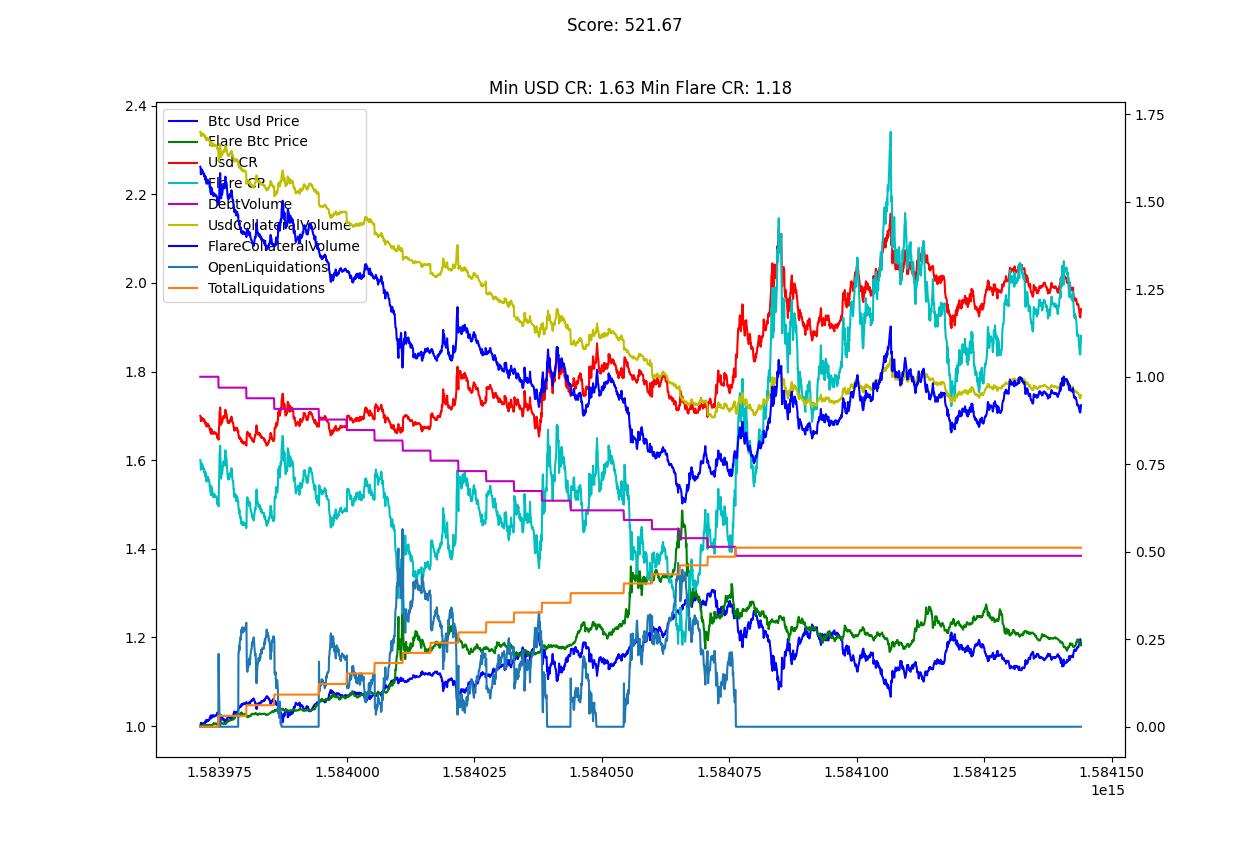 Score: 521.67
Min USD CR: 1.63 Min Flare CR: 1.18
Btc Usd Price
Flare Btc Price
Usd CR
Flare CR
DebtVolume
UsdCollateralVolume
FlareCollateralVolume
OpenLiquidations
TotalLiquidations
2.4
2.2
2.0
1.8
1.6
1.4
1.2
1.0
1.75
1.50
1.25
1.00
0.75
0.50
0.25
0.00
1.583975
1.584000
1.584025
1.584050
1.584075
1.584100
1.584125
1.584150
1e15